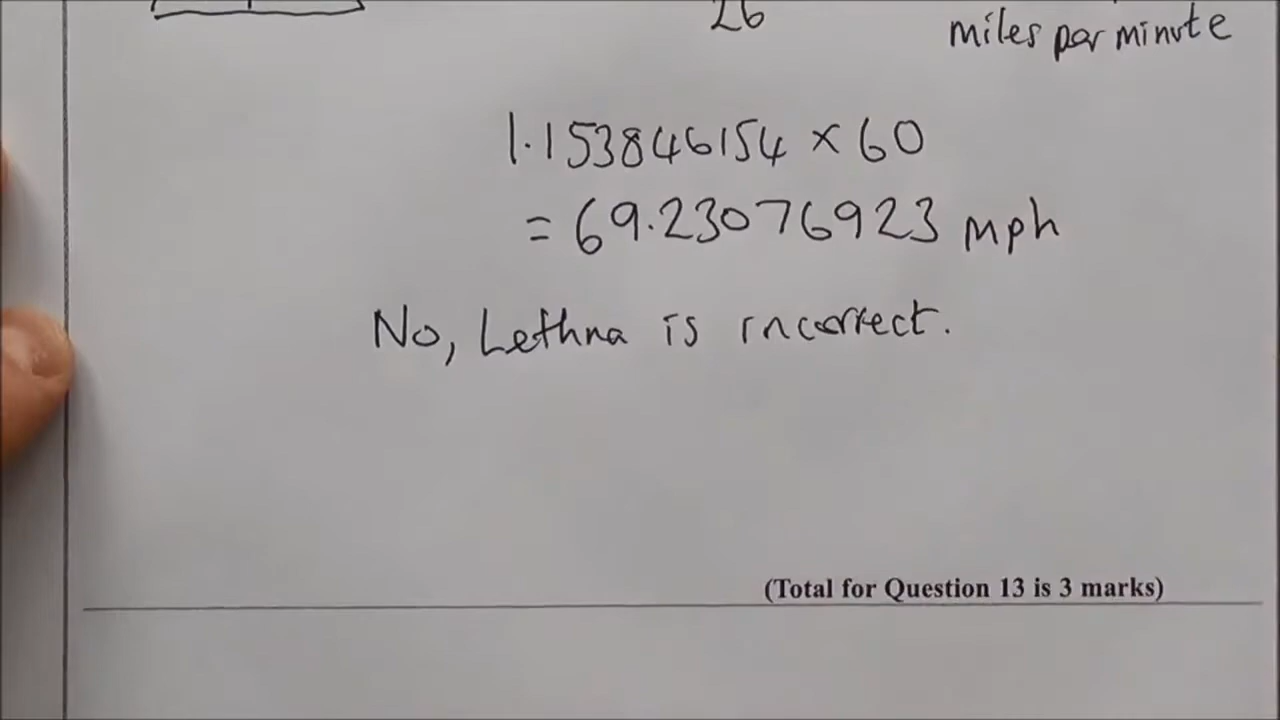 26
miles per minute
1.153846154 × 60
= 69.23076923 mph
No, Lethna is incorrect.
(Total for Question 13 is 3 marks)